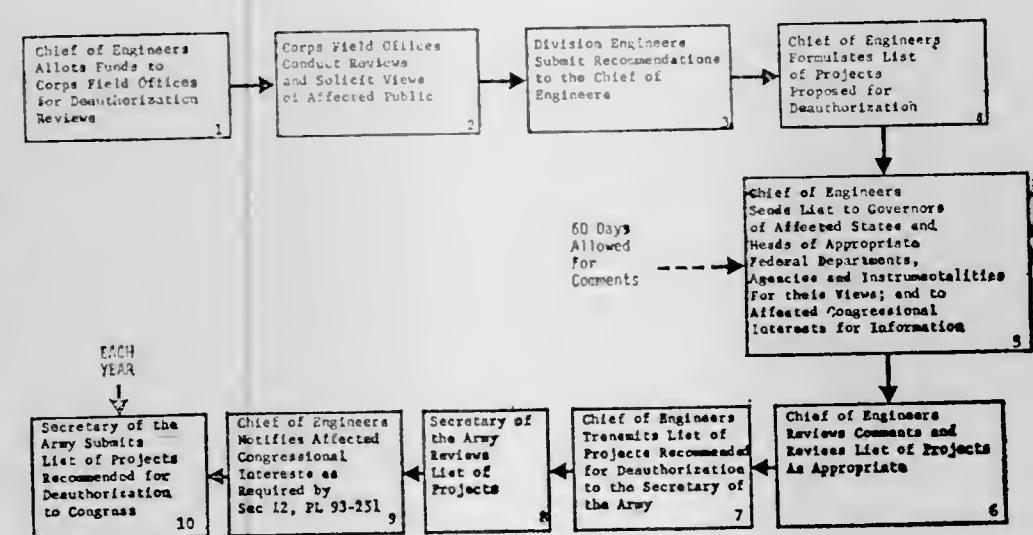 Chief of Engineers
Allots Funds to
Corps Field Offices
for Deauthorization
Reviews
1
Corps Field Offices
Conduct Reviews
and Solicit Views
of Affected Public
2
Division Engineers
Submit Recommendations
to the Chief of
Engineers
3
Chief of Engineers
Formulates List
of Projects
Proposed for
Deauthorization
4
Chief of Engineers
Sends List to Governors
of Affected States and
Heads of Appropriate
Federal Departments,
Agencies and Instrumentalities
For their Views; and to
Affected Congressional
Interests for Information
5
60 Days
Allowed
For
Comments
Chief of Engineers
Reviews Comments and
Revises List of Projects
As Appropriate
6
Chief of Engineers
Transmits List of
Projects Recommended
for Deauthorization
to the Secretary of
the Army
7
Secretary of
the Army
Reviews
List of
Projects
8
Chief of Engineers
Notifies Affected
Congressional
Interests as
Required by
Sec 12, PL 93-251
9
EACH
YEAR
Secretary of the
Army Submits
List of Projects
Recommended for
Deauthorization
to Congress
10